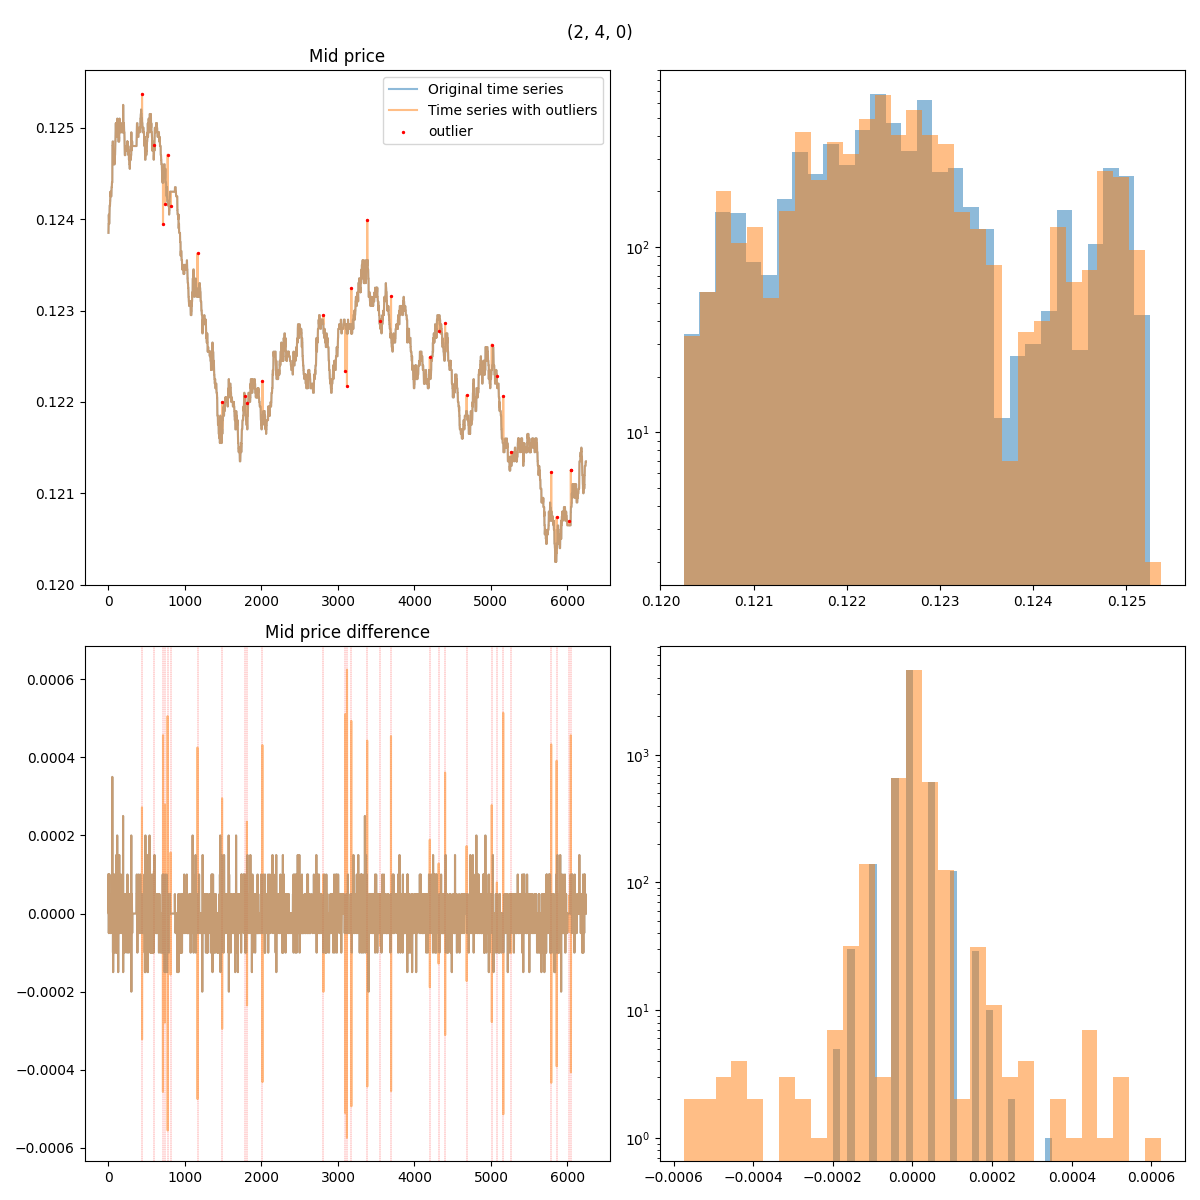 (2, 4, 0)
Mid price
Original time series
Time series with outliers
outlier
0.125
0.124
0.123
0.122
0.121
0.120
0 1000 2000 3000 4000 5000 6000
10²
10¹
0.120 0.121 0.122 0.123 0.124 0.125
Mid price difference
0.0006
0.0004
0.0002
0.0000
−0.0002
−0.0004
−0.0006
0 1000 2000 3000 4000 5000 6000
10³
10²
10¹
10⁰
−0.0006 −0.0004 −0.0002 0.0000 0.0002 0.0004 0.0006